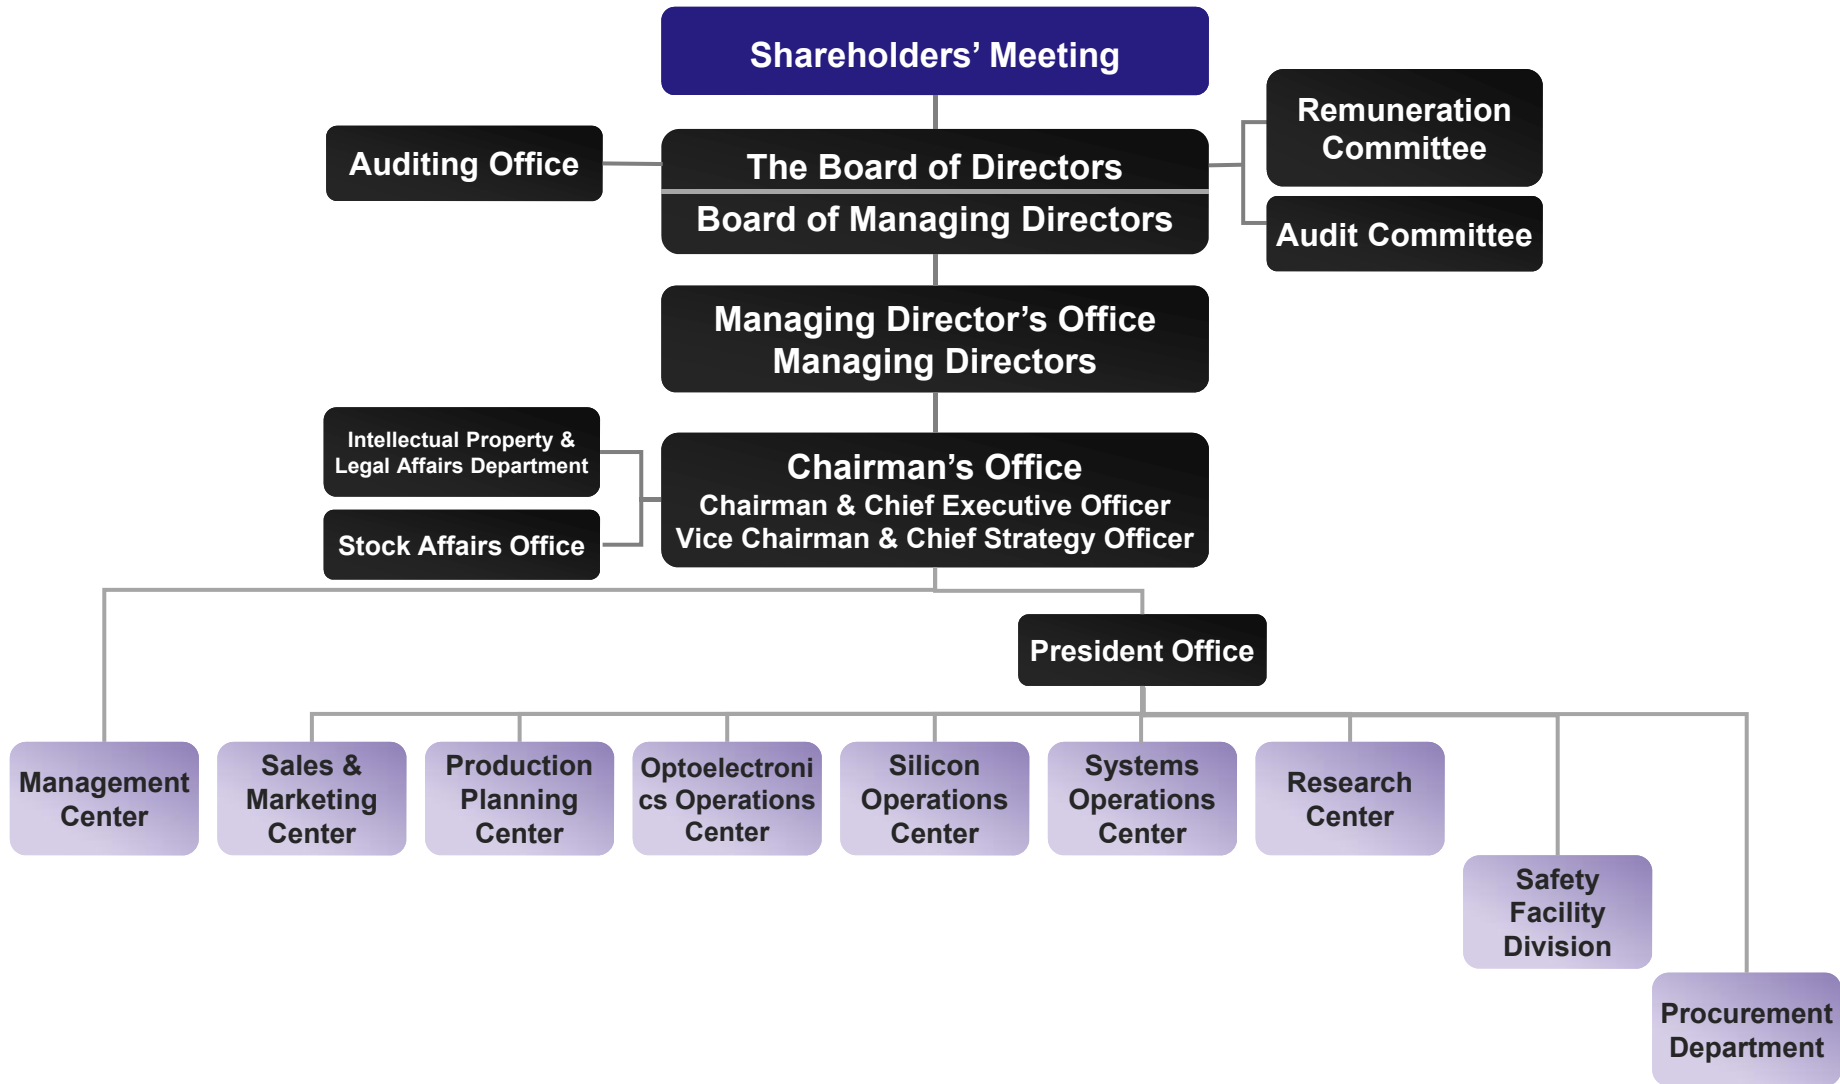 Shareholders’ Meeting
Remuneration
Committee
Auditing Office
The Board of Directors
Board of Managing Directors
Audit Committee
Managing Director’s Office
Managing Directors
Intellectual Property &
Legal Affairs Department
Stock Affairs Office
Chairman’s Office
Chairman & Chief Executive Officer
Vice Chairman & Chief Strategy Officer
President Office
Management
Center
Sales &
Marketing
Center
Production
Planning
Center
Optoelectroni
cs Operations
Center
Silicon
Operations
Center
Systems
Operations
Center
Research
Center
Safety
Facility
Division
Procurement
Department